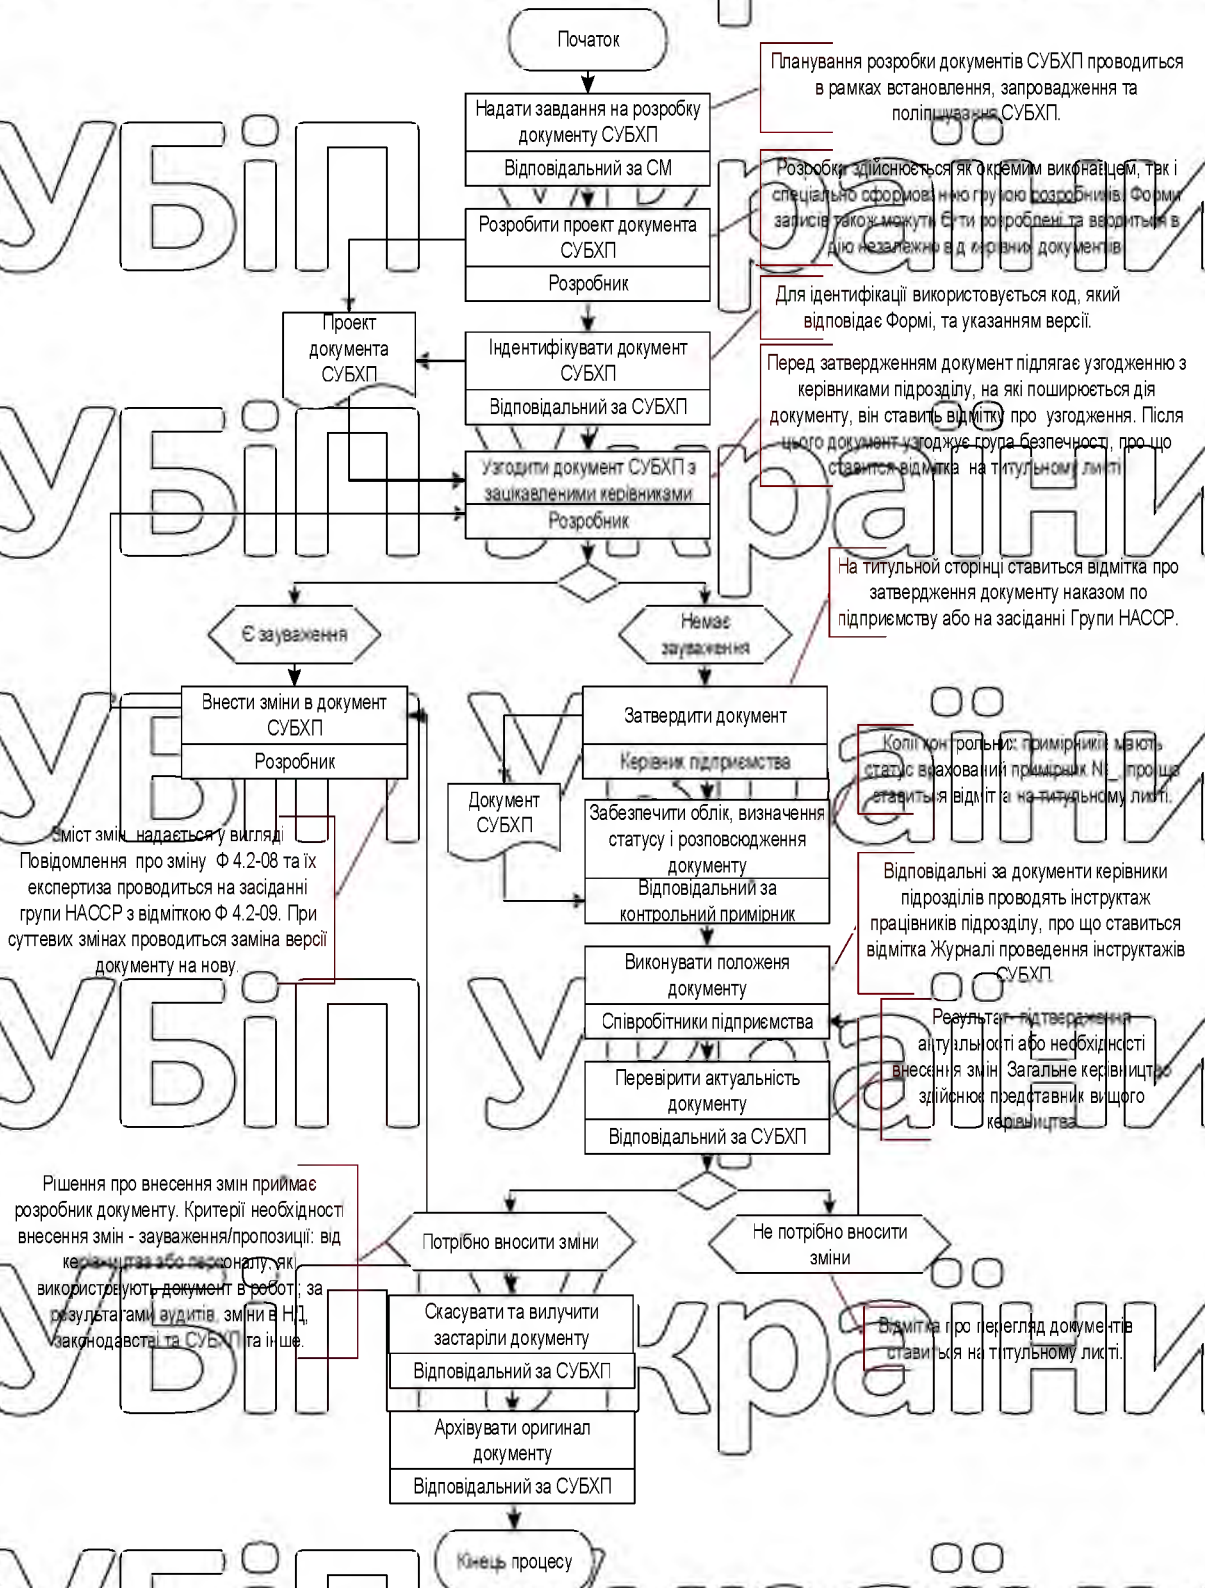 Початок
Планування розробки документів СУБХП проводиться
в рамках встановлення, запровадження та
поліпшування СУБХП.
Надати завдання на розробку
документу СУБХП
Відповідальний за СМ
Розробка здійснюється як окремим виконавцем, так і
спеціально сформованною групою розробників. Форми
записів також можуть бути розроблені та вводиться в
дію незалежно від керівних документів
Розробити проект документа
СУБХП
Розробник
Для ідентифікації використовується код, який
відповідає Формі, та указанням версії.
Проект
документа
СУБХП
Індентифікувати документ
СУБХП
Відповідальний за СУБХП
Перед затвердженням документ підлягає узгодженню з
керівниками підрозділу, на які поширюється дія
документу, він ставить відмітку про узгодження. Після
цього документ узгоджує група безпечності, про що
ставится відмітка на титульному листі
Узгодити документ СУБХП з
зацікавленими керівниками
Розробник
На титульной сторінці ставиться відмітка про
затвердження документу наказом по
підприємству або на засіданні Групи НАССР.
Є зауваження
Немає
зауваження
Внести зміни в документ
СУБХП
Розробник
Затвердити документ
Керівник підприємства
Копії контрольних примірників мають
статус врахований примірник №_, про що
ставиться відмітка на титульному листі.
Документ
СУБХП
Забезпечити облік, визначення
статусу і розповсюдження
документу
Відповідальний за
контрольний примірник
Зміст змін надається у вигляді
Повідомлення про зміну Ф 4.2-08 та їх
експертиза проводиться на засіданні
групи НАССР з відміткою Ф 4.2-09. При
суттєвих змінах проводиться заміна версії
документу на нову.
Відповідальні за документи керівники
підрозділів проводять інструктаж
працівників підрозділу, про що ставиться
відмітка Журналі проведення інструктажів
СУБХП.
Виконувати положеня
документу
Співробітники підприємства
Результат- підтвердження
актуальності або необхідності
внесення змін. Загальне керівництво
здійснює представник вищого
керівництва
Перевірити актуальність
документу
Відповідальний за СУБХП
Рішення про внесення змін приймає
розробник документу. Критерії необхідності
внесення змін - зауваження/пропозиції: від
керівництва або персоналу, які
використовують документ в роботі; за
результатами аудитів, зміни в НД,
законодавстві та СУБХП та інше.
Потрібно вносити зміни
Не потрібно вносити
зміни
Скасувати та вилучити
застаріли документу
Відповідальний за СУБХП
Відмітка про перегляд документів
ставиться на титульному листі.
Архівувати оригинал
документу
Відповідальний за СУБХП
Кінець процесу
УБіП України
УБіП України
УБіП України
УБіП України
УБіП України